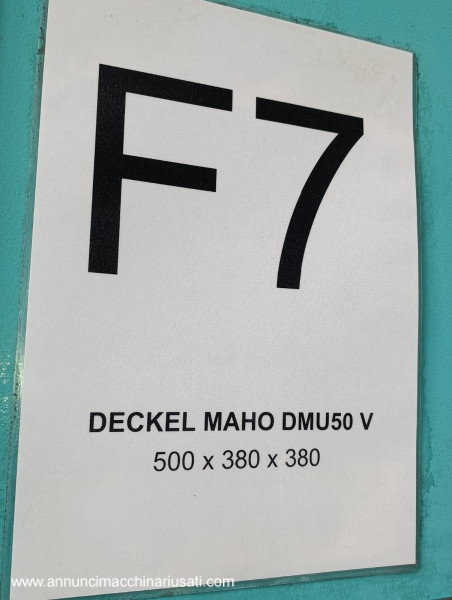 F7
DECKEL MAHO DMU50 V
500 x 380 x 380
www.annuncimacchinariusati.com